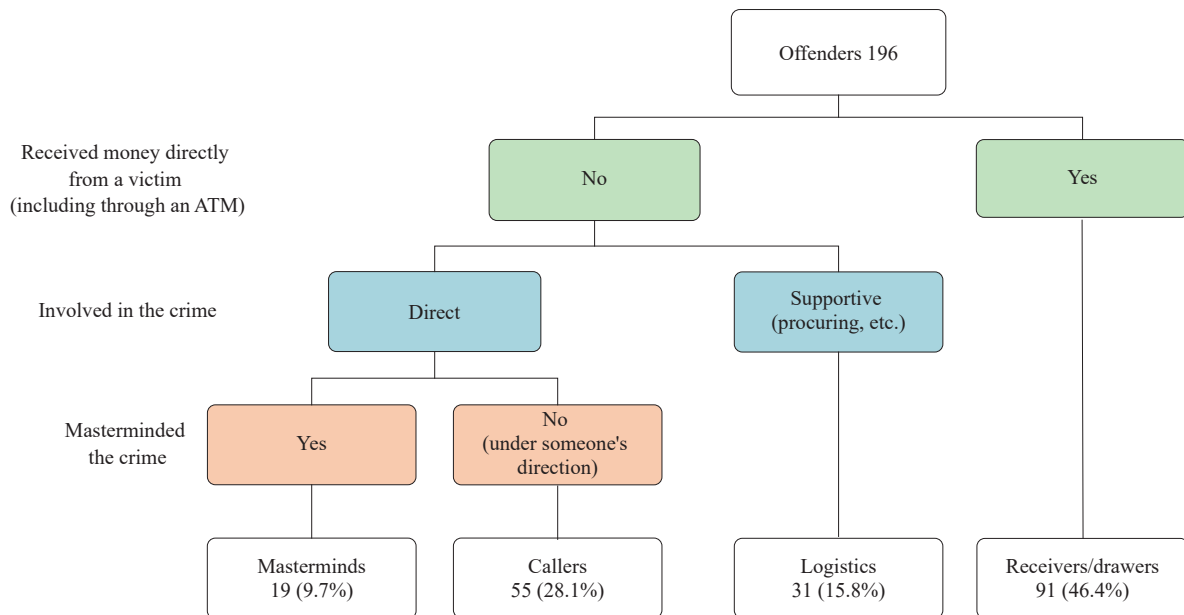 Offenders 196
Received money directly
from a victim
(including through an ATM)
No
Yes
Involved in the crime
Direct
Supportive
(procuring, etc.)
Masterminded
the crime
Yes
No
(under someone's
direction)
Masterminds
19 (9.7%)
Callers
55 (28.1%)
Logistics
31 (15.8%)
Receivers/drawers
91 (46.4%)